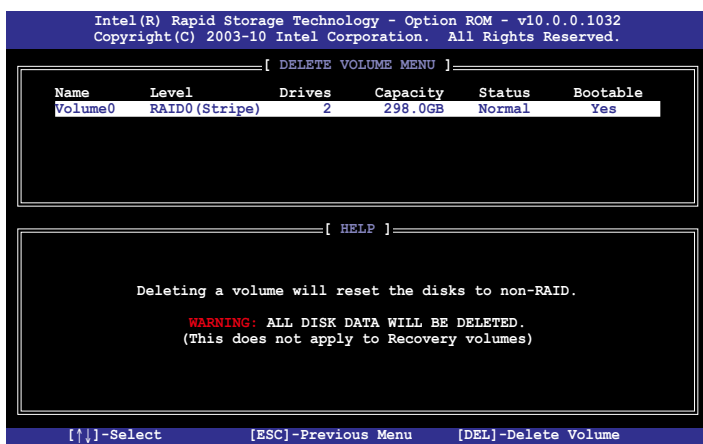 Intel(R) Rapid Storage Technology - Option ROM - v10.0.0.1032
Copyright(C) 2003-10 Intel Corporation. All Rights Reserved.
[ DELETE VOLUME MENU ]
Name Level Drives Capacity Status Bootable
Volume0 RAID0(Stripe) 2 298.0GB Normal Yes
[ HELP ]
Deleting a volume will reset the disks to non-RAID.
WARNING: ALL DISK DATA WILL BE DELETED.
(This does not apply to Recovery volumes)
[↑↓]-Select [ESC]-Previous Menu [DEL]-Delete Volume